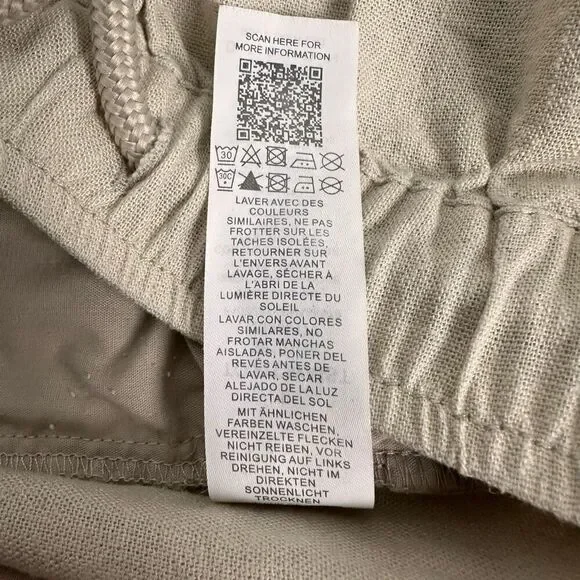 SCAN HERE FOR
MORE INFORMATION
30
30C
LAVER AVEC DES
COULEURS
SIMILAIRES, NE PAS
FROTTER SUR LES
TACHES ISOLÉES,
RETOURNER SUR
L'ENVERS AVANT
LAVAGE, SÉCHER À
L'ABRI DE LA
LUMIÈRE DIRECTE DU
SOLEIL
LAVAR CON COLORES
SIMILARES, NO
FROTAR MANCHAS
AISLADAS, PONER DEL
REVÉS ANTES DE
LAVAR, SECAR
ALEJADO DE LA LUZ
DIRECTA DEL SOL
MIT ÄHNLICHEN
FARBEN WASCHEN,
VEREINZELTE FLECKEN
NICHT REIBEN, VOR
REINIGUNG AUF LINKS
DREHEN, NICHT IM
DIREKTEN
SONNENLICHT
TROCKNEN